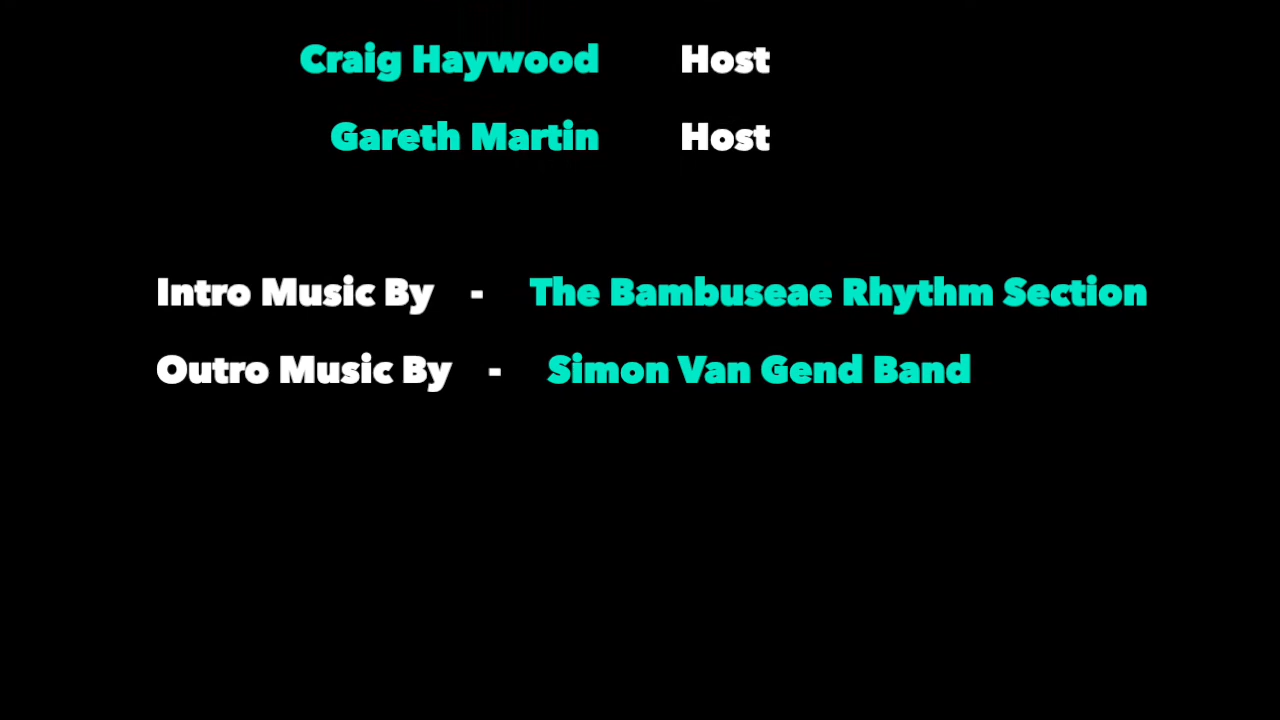 Craig Haywood Host
Gareth Martin Host
Intro Music By - The Bambuseae Rhythm Section
Outro Music By - Simon Van Gend Band